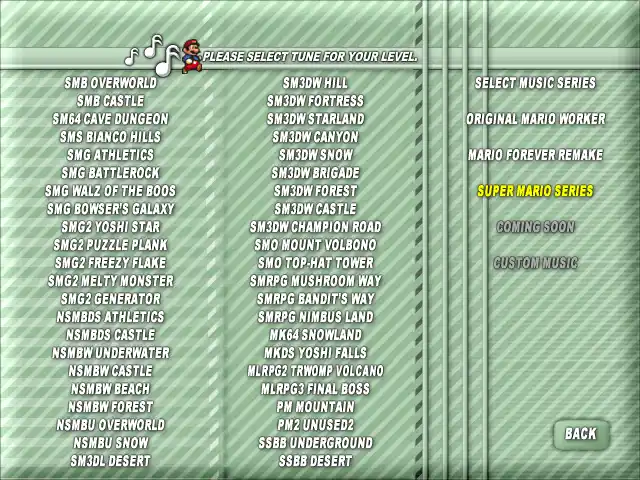 PLEASE SELECT TUNE FOR YOUR LEVEL.
SMB OVERWORLD
SMB CASTLE
SM64 CAVE DUNGEON
SMS BIANCO HILLS
SMG ATHLETICS
SMG BATTLEROCK
SMG WALZ OF THE BOOS
SMG BOWSER'S GALAXY
SMG2 YOSHI STAR
SMG2 PUZZLE PLANK
SMG2 FREEZY FLAKE
SMG2 MELTY MONSTER
SMG2 GENERATOR
NSMBDS ATHLETICS
NSMBDS CASTLE
NSMBW UNDERWATER
NSMBW CASTLE
NSMBW BEACH
NSMBW FOREST
NSMBU OVERWORLD
NSMBU SNOW
SM3DL DESERT
SM3DW HILL
SM3DW FORTRESS
SM3DW STARLAND
SM3DW CANYON
SM3DW SNOW
SM3DW BRIGADE
SM3DW FOREST
SM3DW CASTLE
SM3DW CHAMPION ROAD
SMO MOUNT VOLBONO
SMO TOP-HAT TOWER
SMRPG MUSHROOM WAY
SMRPG BANDIT'S WAY
SMRPG NIMBUS LAND
MK64 SNOWLAND
MKDS YOSHI FALLS
MLRPG2 TRWOMP VOLCANO
MLRPG3 FINAL BOSS
PM MOUNTAIN
PM2 UNUSED2
SSBB UNDERGROUND
SSBB DESERT
SELECT MUSIC SERIES
ORIGINAL MARIO WORKER
MARIO FOREVER REMAKE
SUPER MARIO SERIES
COMING SOON
CUSTOM MUSIC
BACK